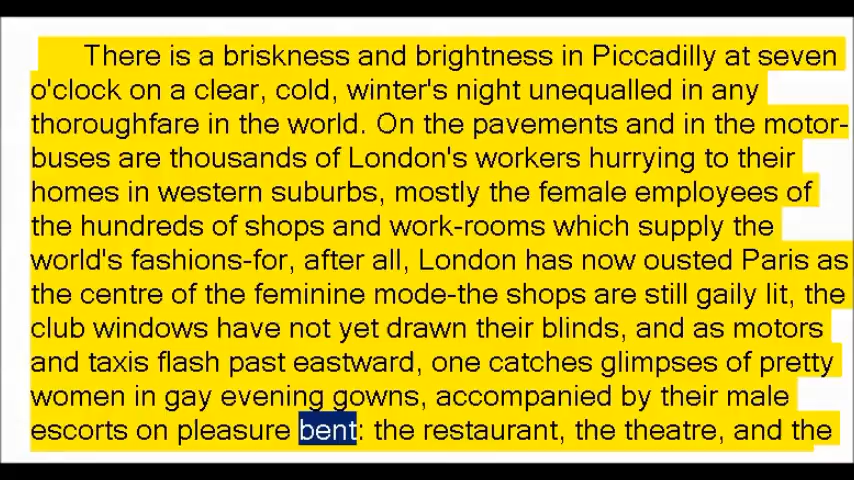 There is a briskness and brightness in Piccadilly at seven
o'clock on a clear, cold, winter's night unequalled in any
thoroughfare in the world. On the pavements and in the motor-
buses are thousands of London's workers hurrying to their
homes in western suburbs, mostly the female employees of
the hundreds of shops and work-rooms which supply the
world's fashions-for, after all, London has now ousted Paris as
the centre of the feminine mode-the shops are still gaily lit, the
club windows have not yet drawn their blinds, and as motors
and taxis flash past eastward, one catches glimpses of pretty
women in gay evening gowns, accompanied by their male
escorts on pleasure bent: the restaurant, the theatre, and the